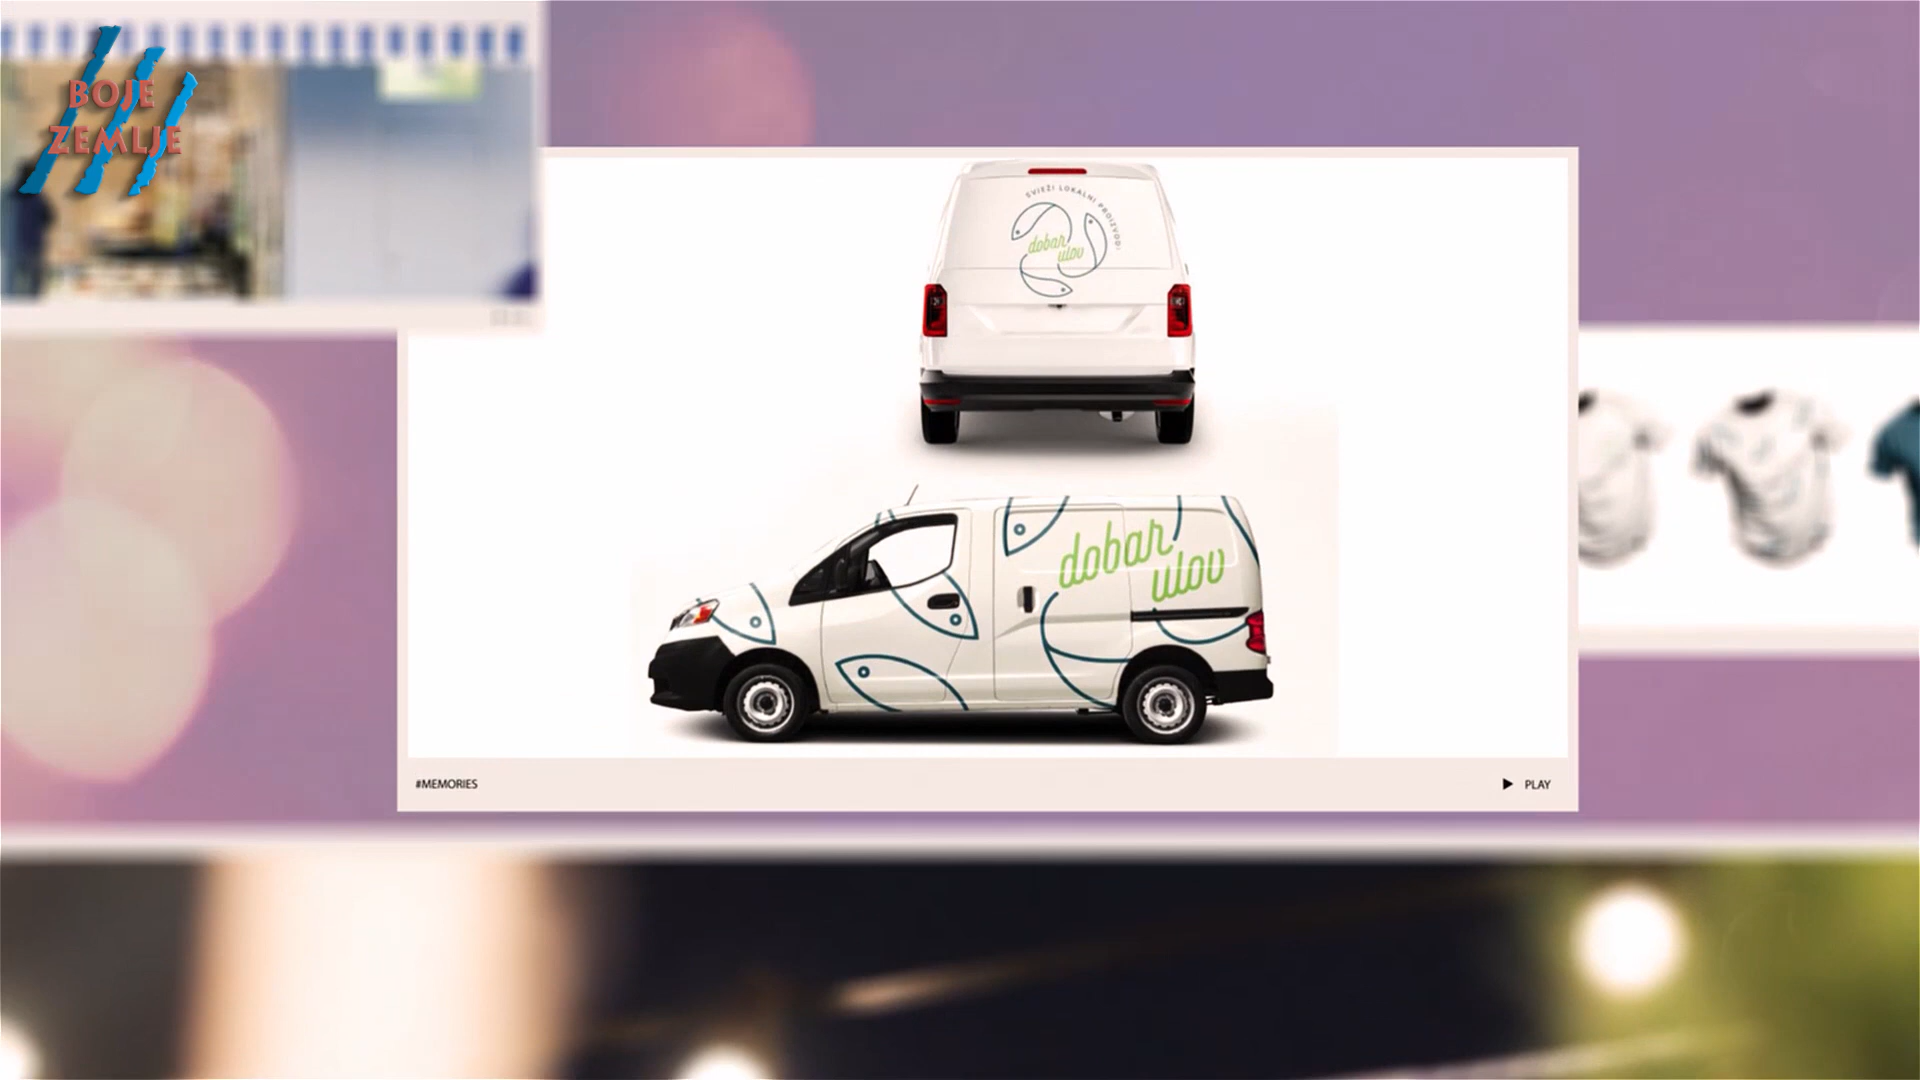 BOJE
ZEMLJE
SVJEŽI LOKALNI PROIZVODI
dobar
ulov
dobar
ulov
#MEMORIES
PLAY